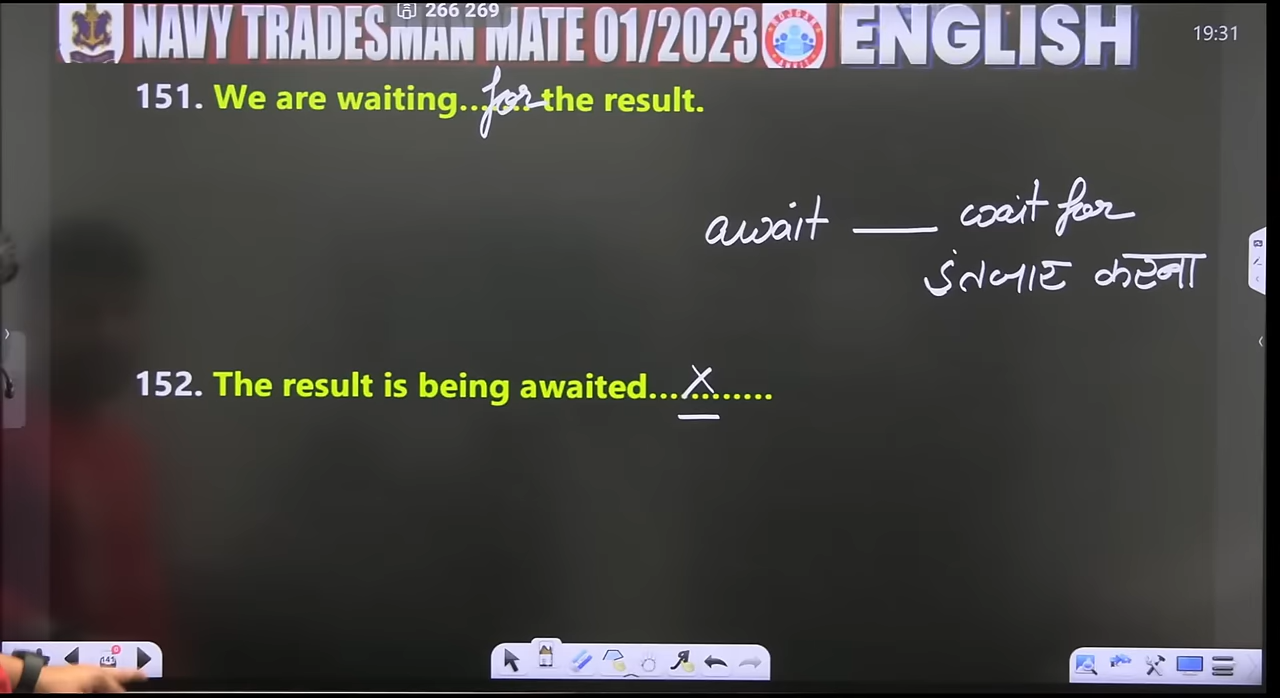 266 269
NAVY TRADESMAN MATE 01/2023 ENGLISH
19:31
151. We are waiting...for...the result.
await — wait for
इंतजार करना
152. The result is being awaited....X........
141